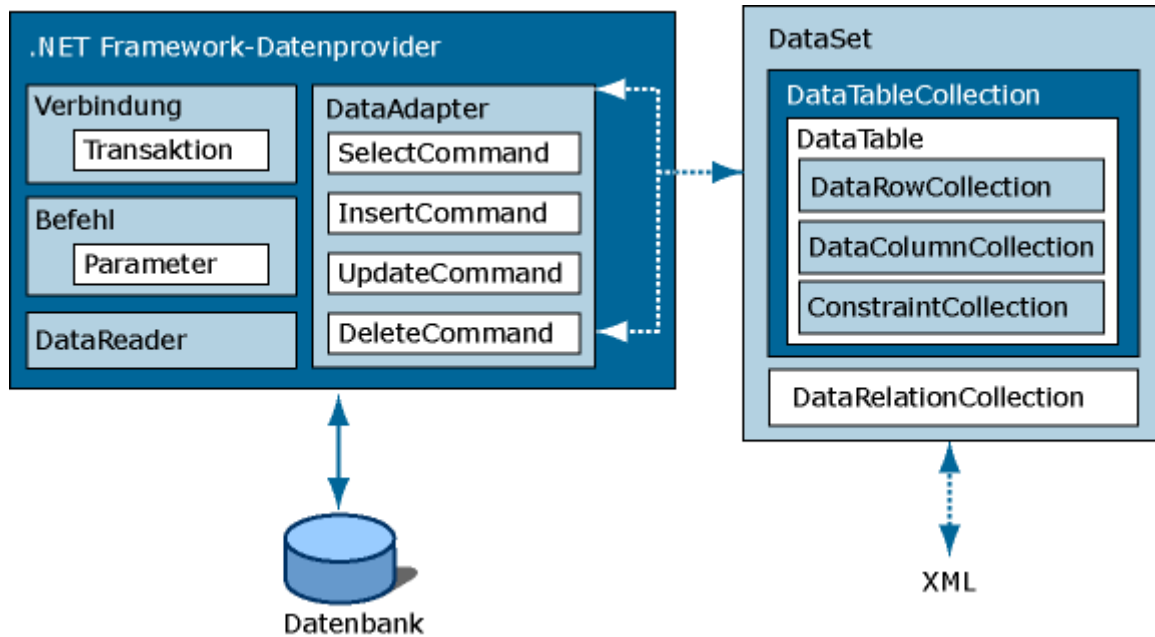 .NET Framework-Datenprovider
Verbindung
Transaktion
Befehl
Parameter
DataReader
DataAdapter
SelectCommand
InsertCommand
UpdateCommand
DeleteCommand
Datenbank
DataSet
DataTableCollection
DataTable
DataRowCollection
DataColumnCollection
ConstraintCollection
DataRelationCollection
XML